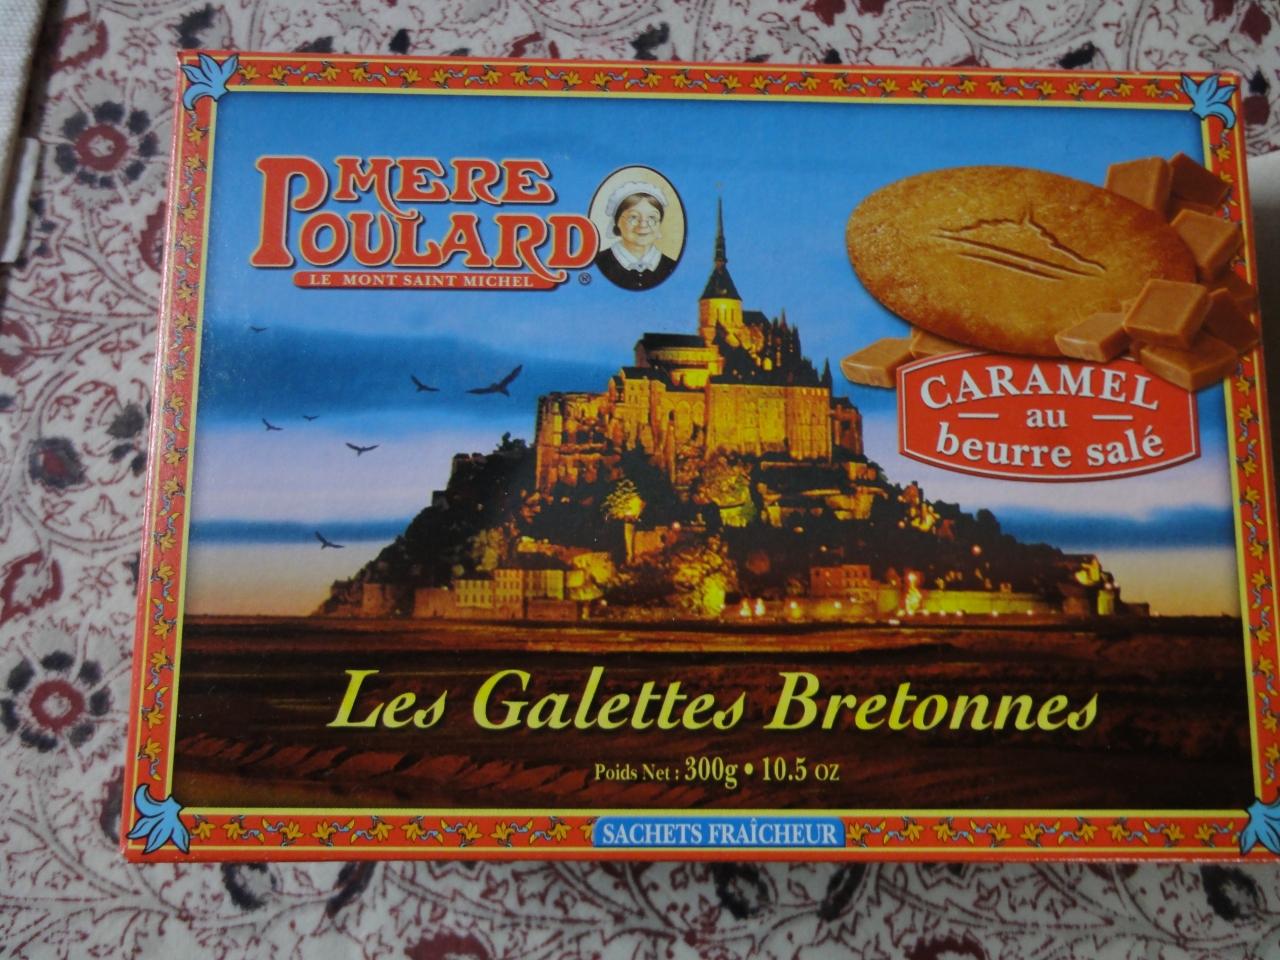 MERE
POULARD
LE MONT SAINT MICHEL ®
CARAMEL
au
beurre salé
Les Galettes Bretonnes
Poids Net : 300g • 10.5 OZ
SACHETS FRAÎCHEUR